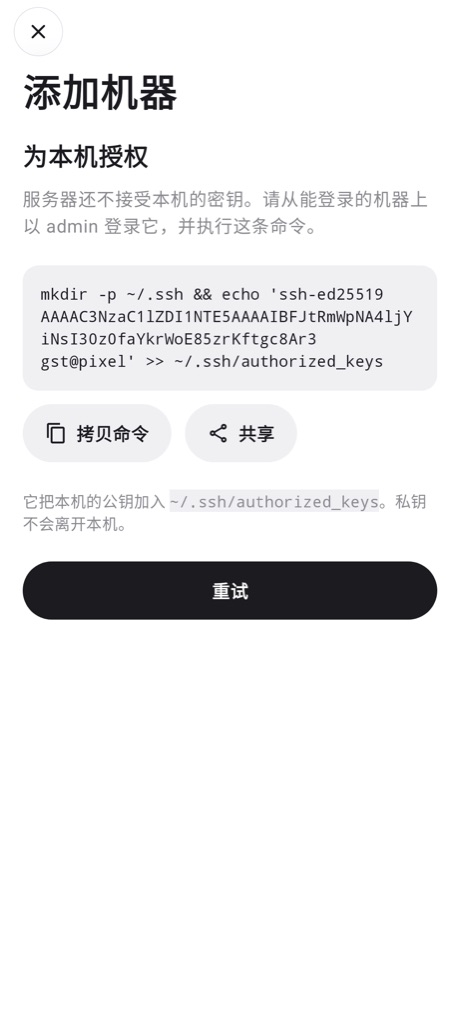 添加机器
为本机授权
服务器还不接受本机的密钥。请从能登录的机器上
以 admin 登录它，并执行这条命令。
mkdir -p ~/.ssh && echo 'ssh-ed25519
AAAAC3NzaC1lZDI1NTE5AAAAIBFJtRmWpNA4ljY
iNsI3OzOfaYkrWoE85zrKftgc8Ar3
gst@pixel' >> ~/.ssh/authorized_keys
拷贝命令
共享
它把本机的公钥加入 ~/.ssh/authorized_keys。私钥
不会离开本机。
重试